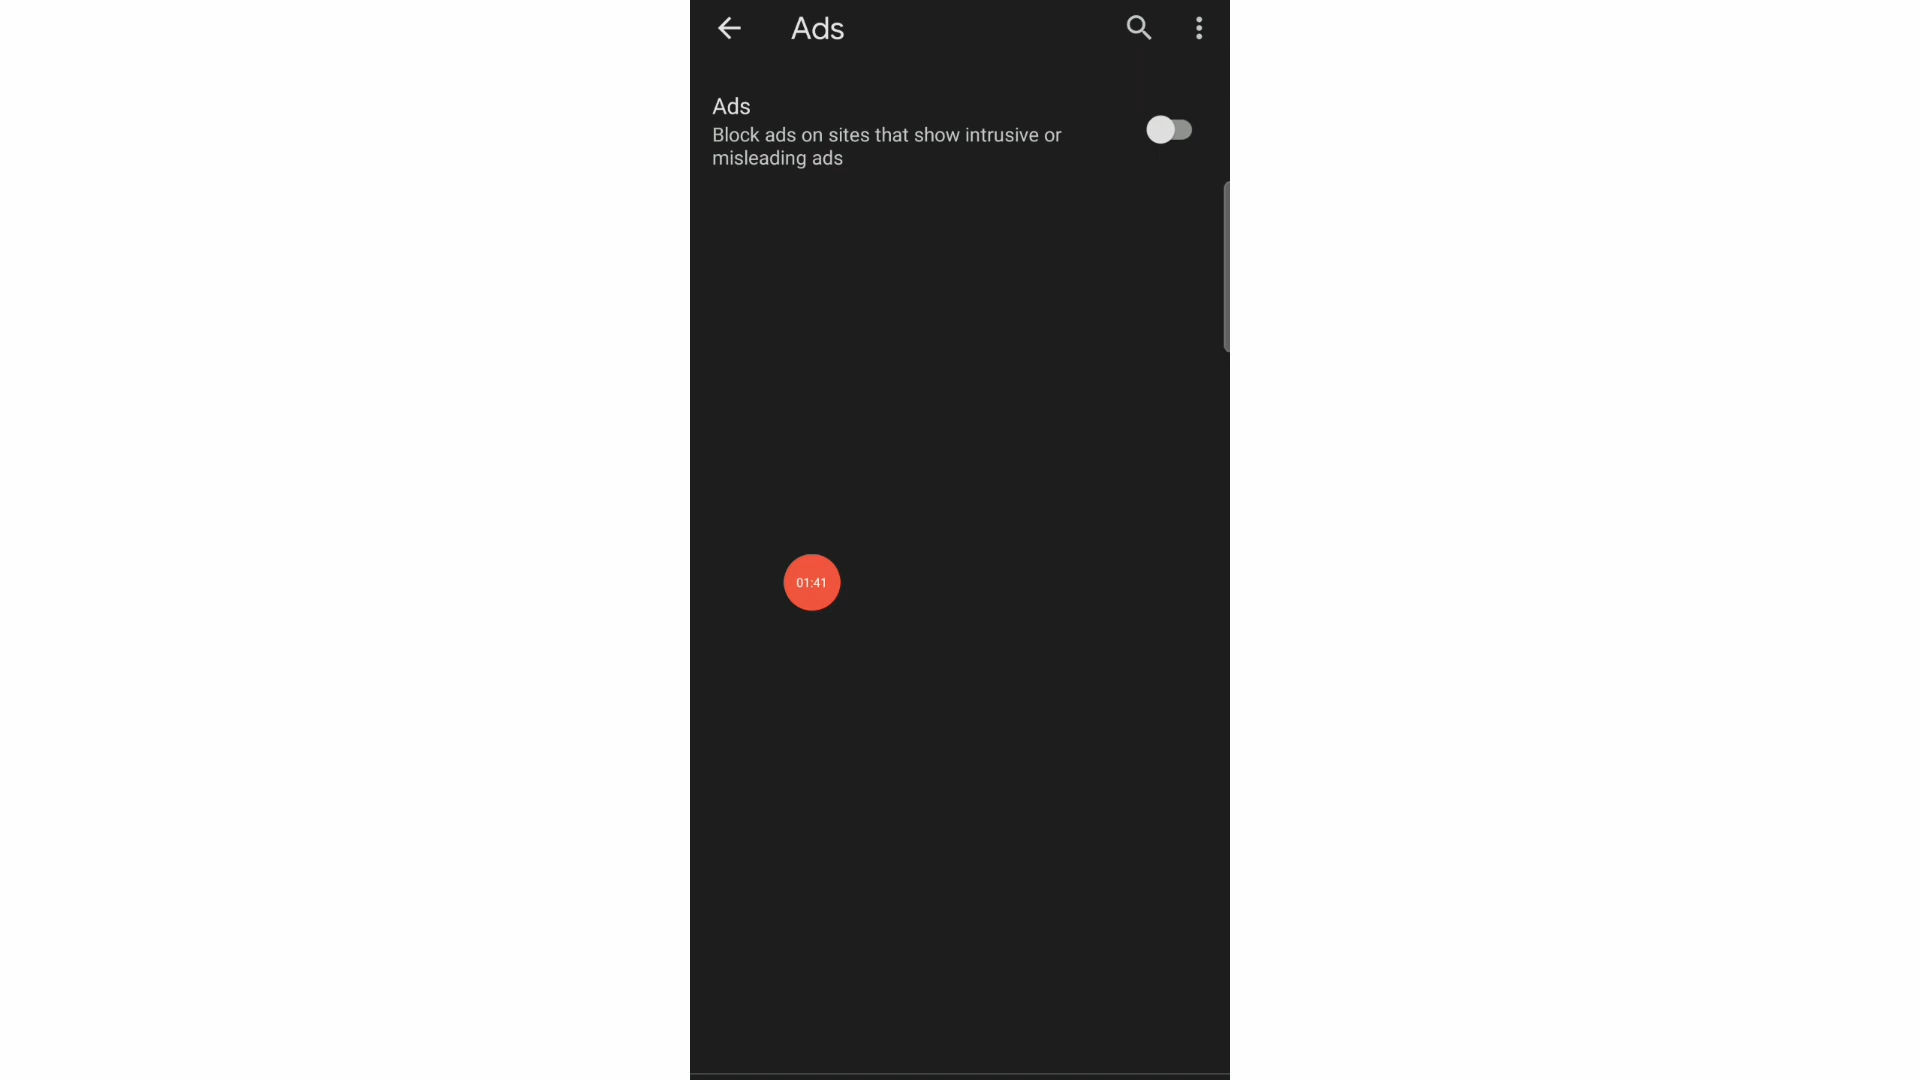 Ads
Ads
Block ads on sites that show intrusive or
misleading ads
01:41